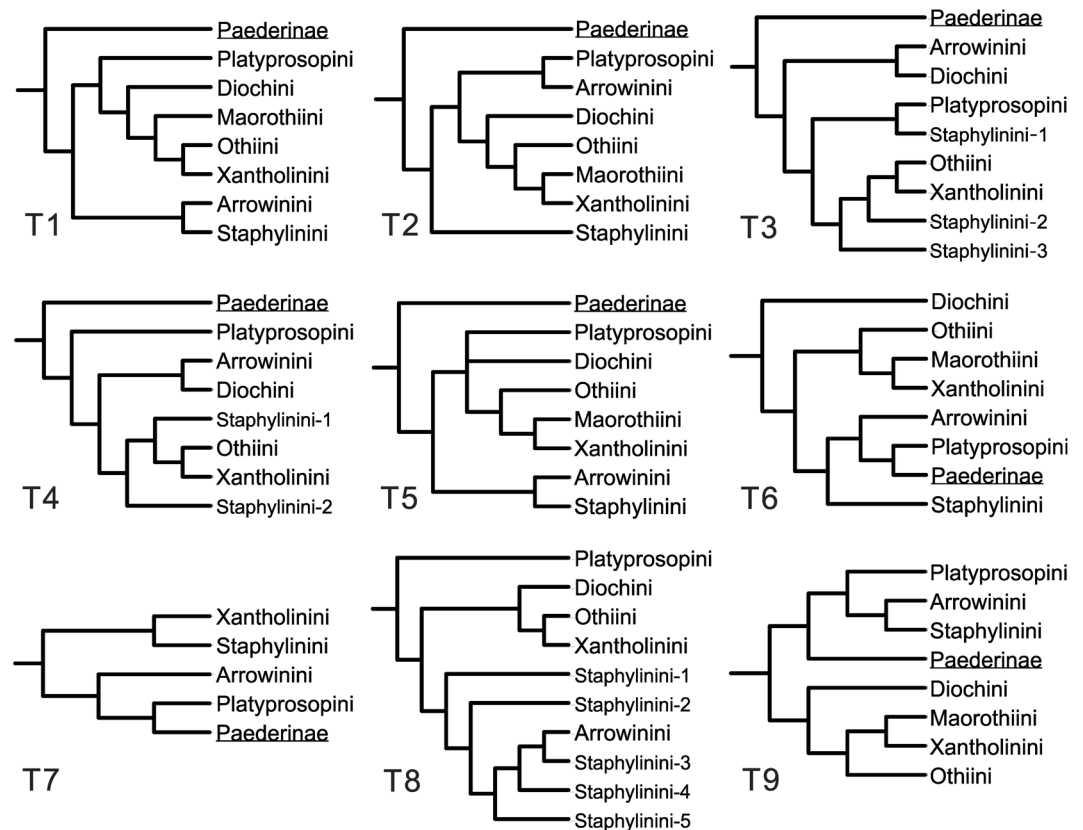 Paederinae
Platyprosopini
Diochini
Maorothiini
Othiini
Xantholinini
Arrowinini
Staphylinini
T1
Paederinae
Platyprosopini
Arrowinini
Diochini
Othiini
Maorothiini
Xantholinini
Staphylinini
T2
Paederinae
Arrowinini
Diochini
Platyprosopini
Staphylinini-1
Othiini
Xantholinini
Staphylinini-2
Staphylinini-3
T3
Paederinae
Platyprosopini
Arrowinini
Diochini
Staphylinini-1
Othiini
Xantholinini
Staphylinini-2
T4
Paederinae
Platyprosopini
Diochini
Othiini
Maorothiini
Xantholinini
Arrowinini
Staphylinini
T5
Diochini
Othiini
Maorothiini
Xantholinini
Arrowinini
Platyprosopini
Paederinae
Staphylinini
T6
Xantholinini
Staphylinini
Arrowinini
Platyprosopini
Paederinae
T7
Platyprosopini
Diochini
Othiini
Xantholinini
Staphylinini-1
Staphylinini-2
Arrowinini
Staphylinini-3
Staphylinini-4
Staphylinini-5
T8
Platyprosopini
Arrowinini
Staphylinini
Paederinae
Diochini
Maorothiini
Xantholinini
Othiini
T9